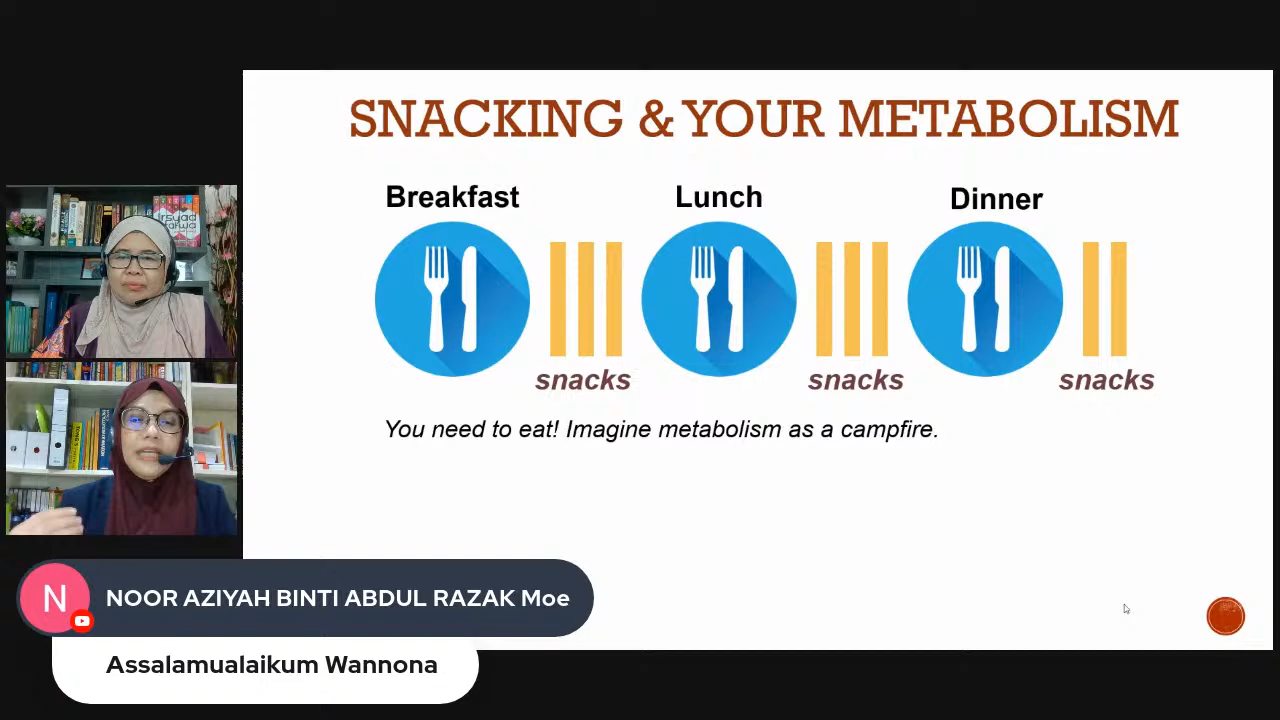 SNACKING & YOUR METABOLISM
Breakfast
Lunch
Dinner
snacks
snacks
snacks
You need to eat! Imagine metabolism as a campfire.
N
NOOR AZIYAH BINTI ABDUL RAZAK Moe
Assalamualaikum Wannona